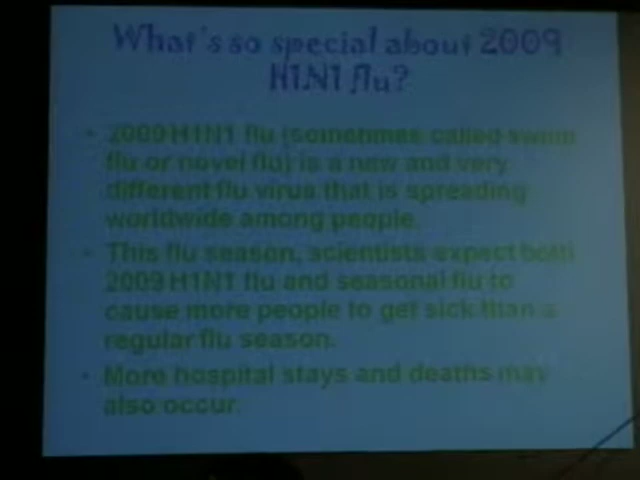 What's so special about 2009
H1N1 flu?
• 2009 H1N1 flu (sometimes called swine
flu or novel flu) is a new and very
different flu virus that is spreading
worldwide among people.
• This flu season, scientists expect both
2009 H1N1 flu and seasonal flu to
cause more people to get sick than a
regular flu season.
• More hospital stays and deaths may
also occur.